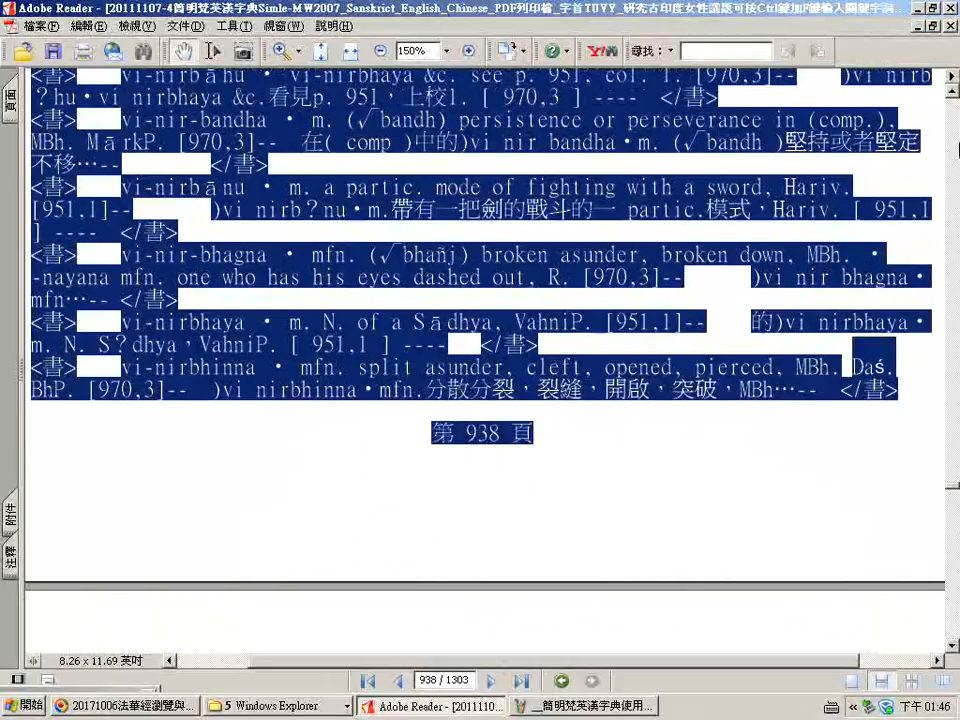 Adobe Reader - [20111107-4簡明梵英漢字典Simle-MW2007_Sanskrict_English_Chinese_PDF列印檔_字首TUVY_研究古印度女性議題可按Ctrl鍵加F鍵輸入關鍵字詞
檔案(F) 編輯(E) 檢視(V) 文件(D) 工具(T) 視窗(W) 說明(H)
150% 尋找:
頁面
<書> vi-nirbāhu • vi-nirbhaya &c. see p. 951, col. 1. [970,3]-- )vi nirb
?hu•vi nirbhaya &c.看見p. 951，上校1. [ 970,3 ] ---- </書>
<書> vi-nir-bandha • m. (√bandh) persistence or perseverance in (comp.),
MBh. MārkP. [970,3]-- 在( comp )中的)vi nir bandha•m. (√bandh )堅持或者堅定
不移…-- </書>
<書> vi-nirbānu • m. a partic. mode of fighting with a sword, Hariv.
[951,1]-- )vi nirb?nu•m.帶有一把劍的戰斗的一 partic.模式，Hariv. [ 951,1
] ---- </書>
<書> vi-nir-bhagna • mfn. (√bhañj) broken asunder, broken down, MBh. •
-nayana mfn. one who has his eyes dashed out, R. [970,3]-- )vi nir bhagna•
mfn…-- </書>
<書> vi-nirbhaya • m. N. of a Sādhya, VahniP. [951,1]-- 的)vi nirbhaya•
m. N. S?dhya，VahniP. [ 951,1 ] ---- </書>
<書> vi-nirbhinna • mfn. split asunder, cleft, opened, pierced, MBh. Daś.
BhP. [970,3]-- )vi nirbhinna•mfn.分散分裂，裂縫，開啟，突破，MBh…-- </書>
第 938 頁
附件
注釋
8.26 x 11.69 英吋
938 / 1303
開始 20171006法華經瀏覽與... 5 Windows Explorer Adobe Reader - [2011110... __簡明梵英漢字典使用... 下午 01:46